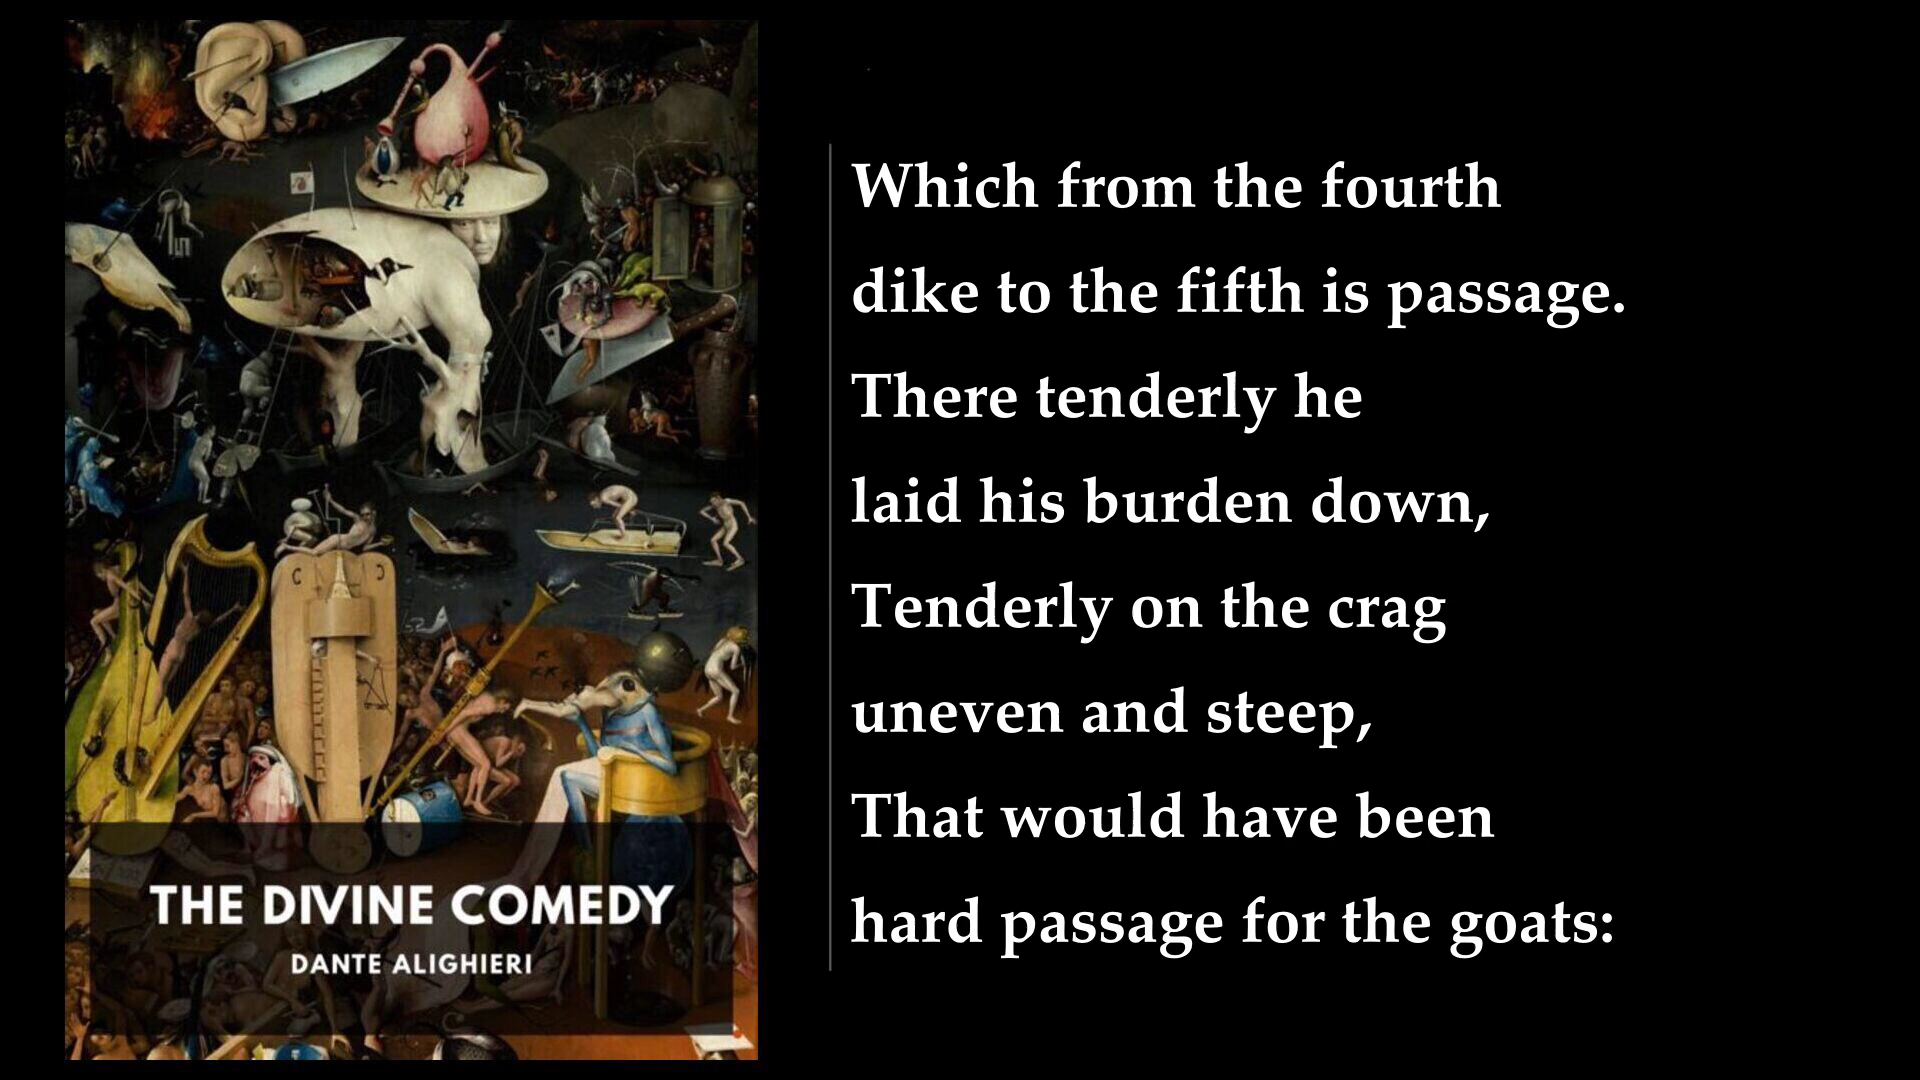 THE DIVINE COMEDY
DANTE ALIGHIERI
Which from the fourth
dike to the fifth is passage.
There tenderly he
laid his burden down,
Tenderly on the crag
uneven and steep,
That would have been
hard passage for the goats: